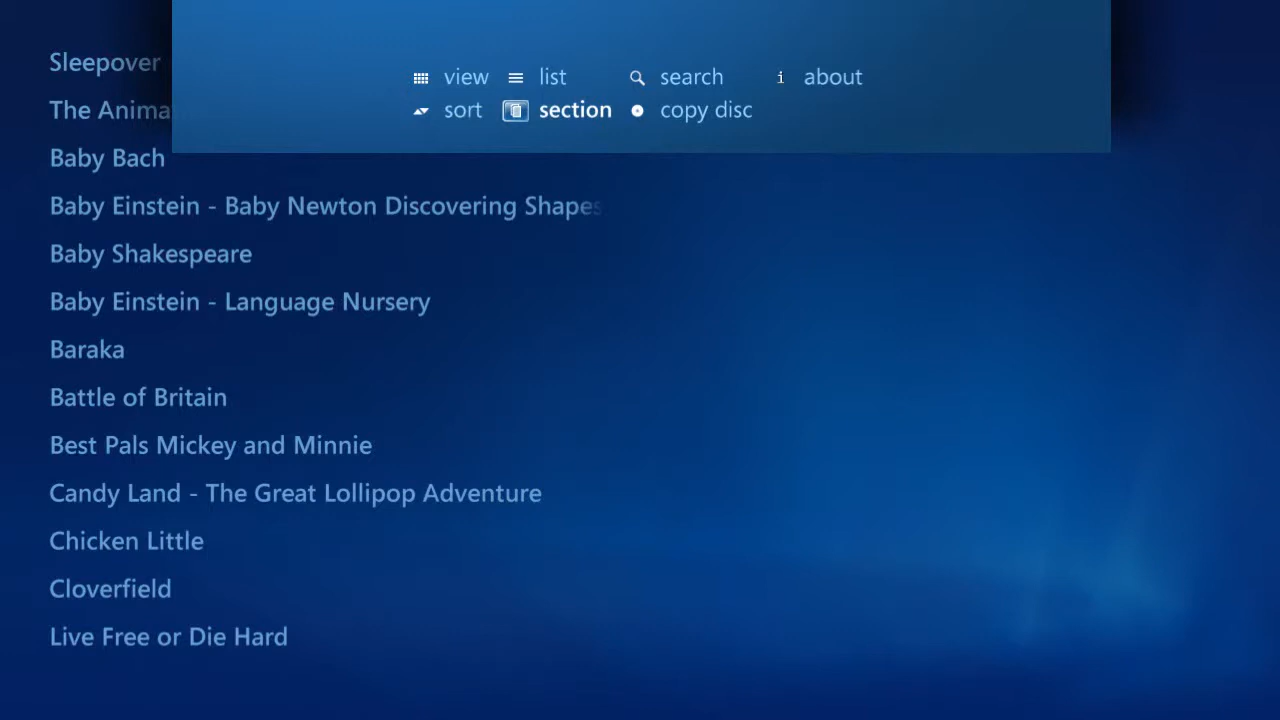 view list search about
sort section copy disc
Sleepover
The Anima
Baby Bach
Baby Einstein - Baby Newton Discovering Shapes
Baby Shakespeare
Baby Einstein - Language Nursery
Baraka
Battle of Britain
Best Pals Mickey and Minnie
Candy Land - The Great Lollipop Adventure
Chicken Little
Cloverfield
Live Free or Die Hard